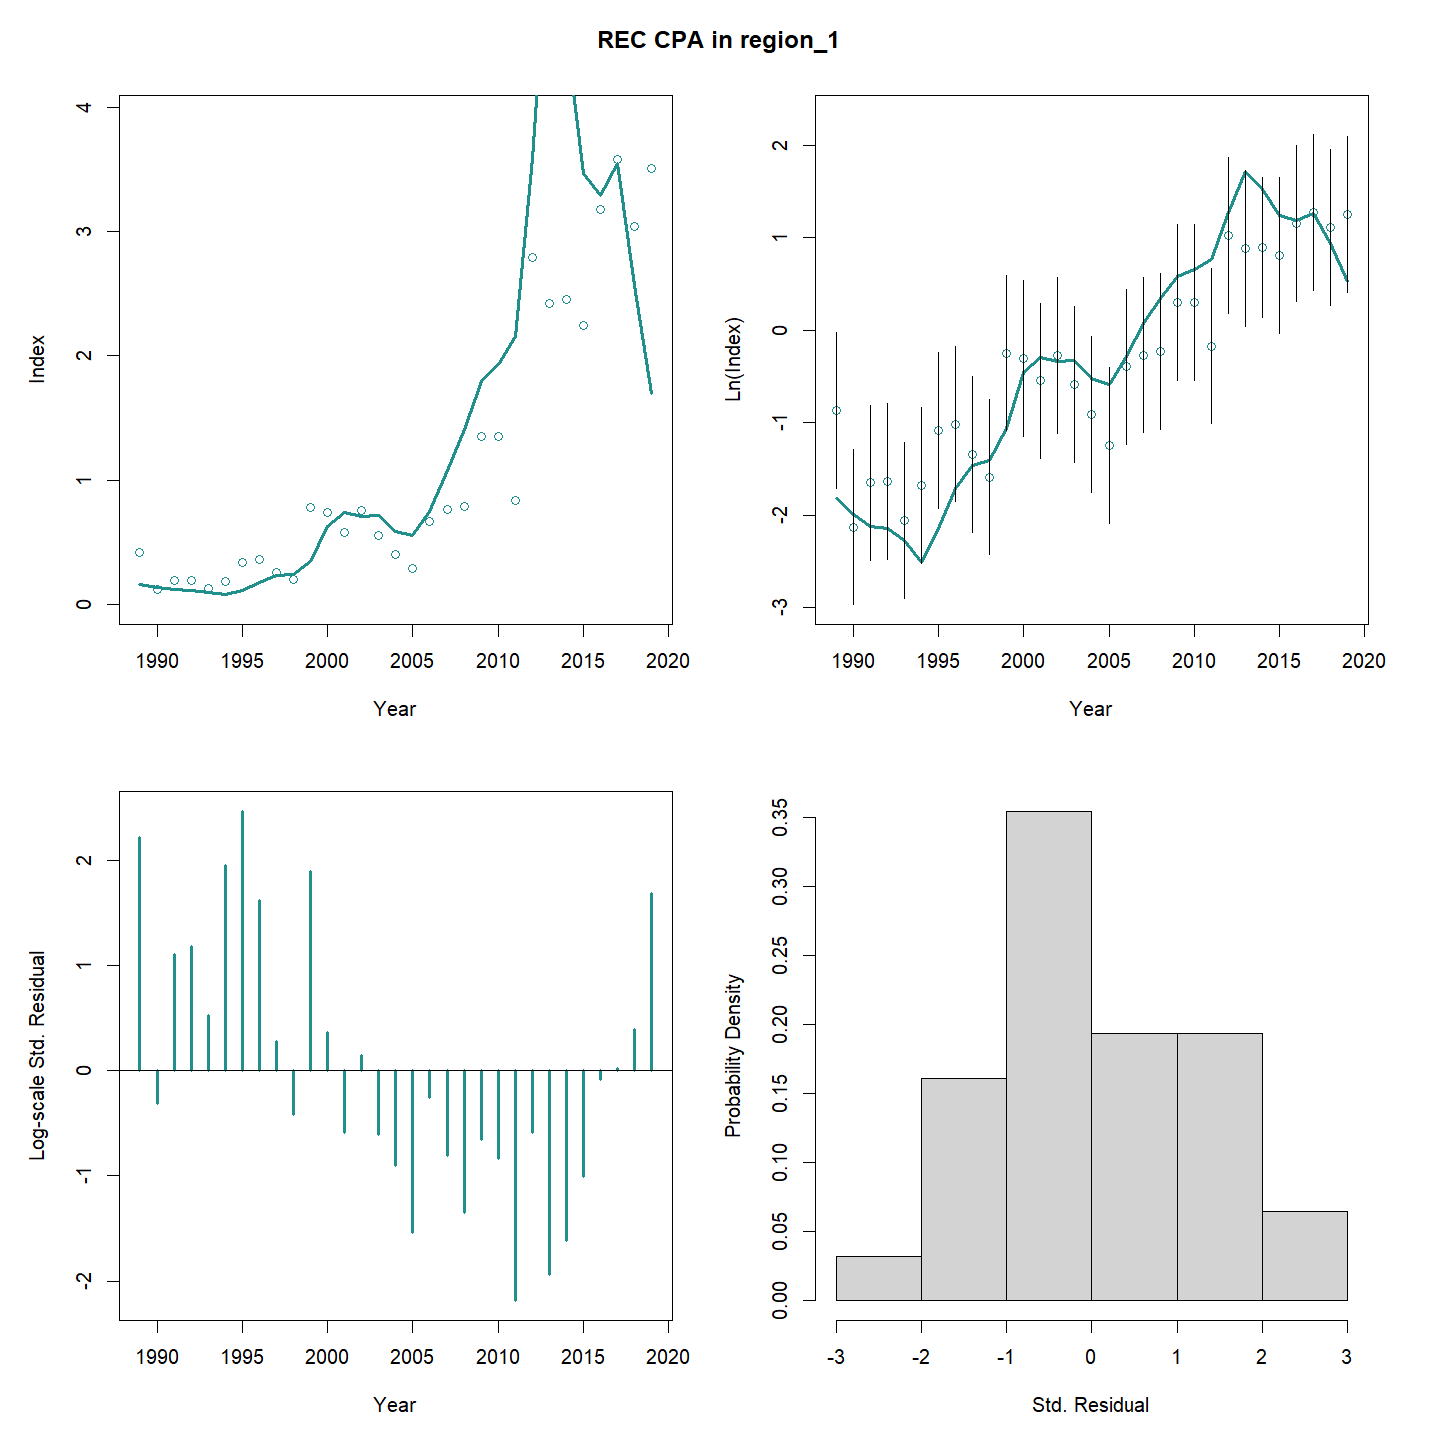 REC CPA in region_1
Index
4
3
2
1
0
1990 1995 2000 2005 2010 2015 2020
Year
Ln(Index)
2
1
0
-1
-2
-3
1990 1995 2000 2005 2010 2015 2020
Year
Log-scale Std. Residual
2
1
0
-1
-2
1990 1995 2000 2005 2010 2015 2020
Year
Probability Density
0.35
0.30
0.25
0.20
0.15
0.10
0.05
0.00
-3 -2 -1 0 1 2 3
Std. Residual